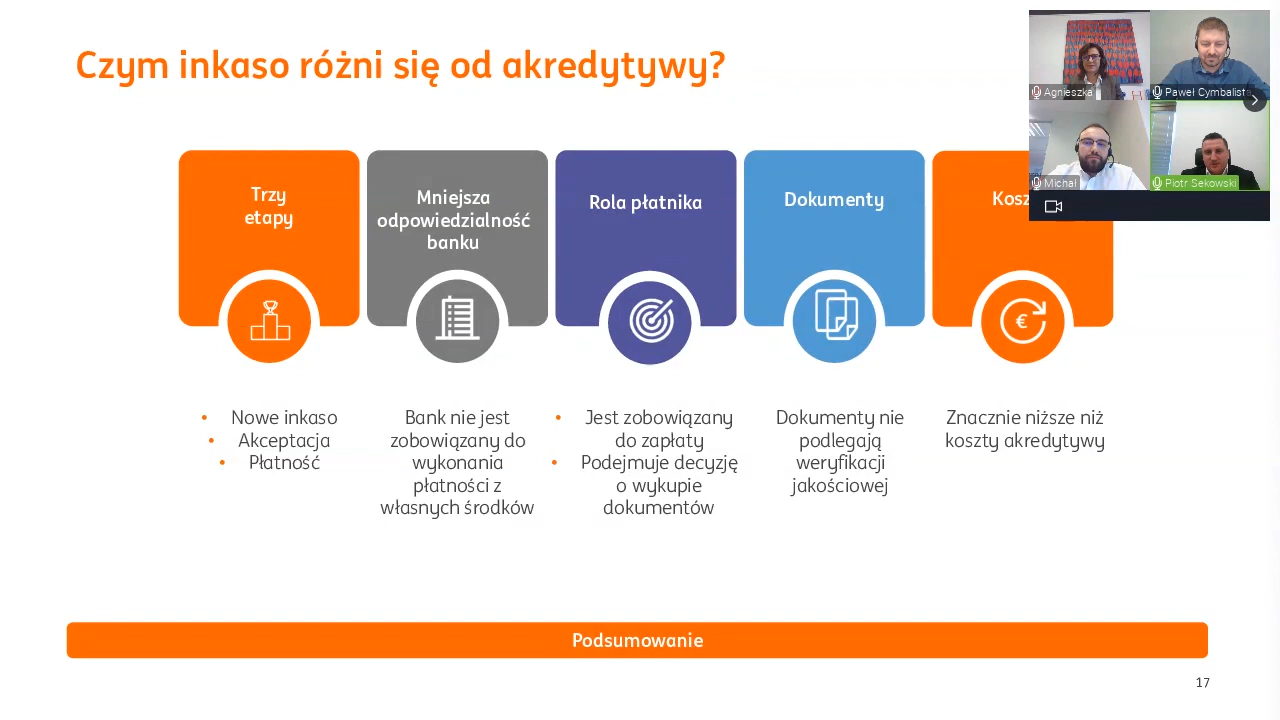 Czym inkaso różni się od akredytywy?
Agnieszka
Paweł Cymbalista
Michał
Piotr Sekowski
Trzy
etapy
Mniejsza
odpowiedzialność
banku
Rola płatnika
Dokumenty
€
• Nowe inkaso
• Akceptacja
• Płatność
Bank nie jest
zobowiązany do
wykonania
płatności z
własnych środków
• Jest zobowiązany
do zapłaty
• Podejmuje decyzję
o wykupie
dokumentów
Dokumenty nie
podlegają
weryfikacji
jakościowej
Znacznie niższe niż
koszty akredytywy
Podsumowanie
17